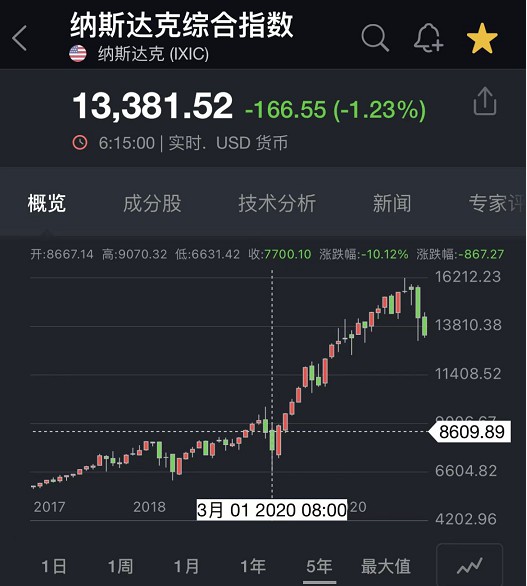 纳斯达克综合指数
纳斯达克 (IXIC)
13,381.52 -166.55 (-1.23%)
6:15:00 | 实时. USD 货币
概览 成分股 技术分析 新闻 专家评
开:8667.14 高:9070.32 低:6631.42 收:7700.10 涨跌幅:-10.12% 涨跌幅:-867.27
16212.23
13810.38
11408.52
8609.89
6604.82
2017 2018 3月 01 2020 08:00 20
4202.96
1日 1周 1月 1年 5年 最大值